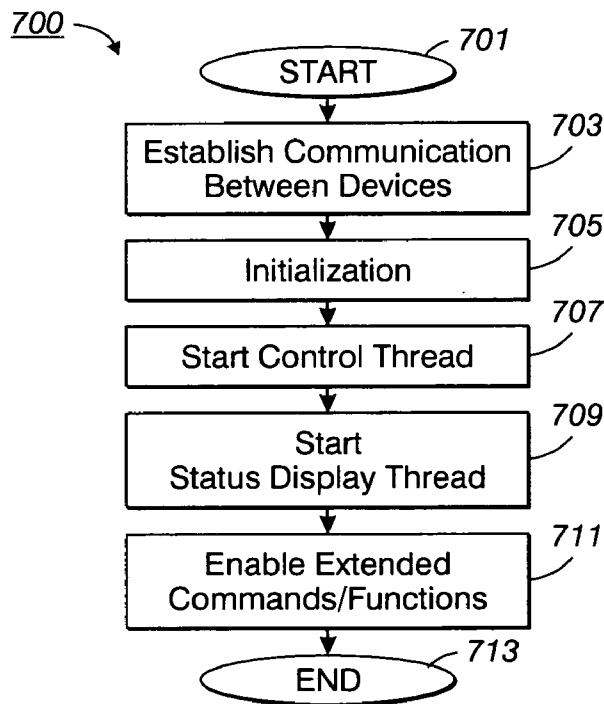 700
701
START
703
Establish Communication
Between Devices
705
Initialization
707
Start Control Thread
709
Start
Status Display Thread
711
Enable Extended
Commands/Functions
713
END